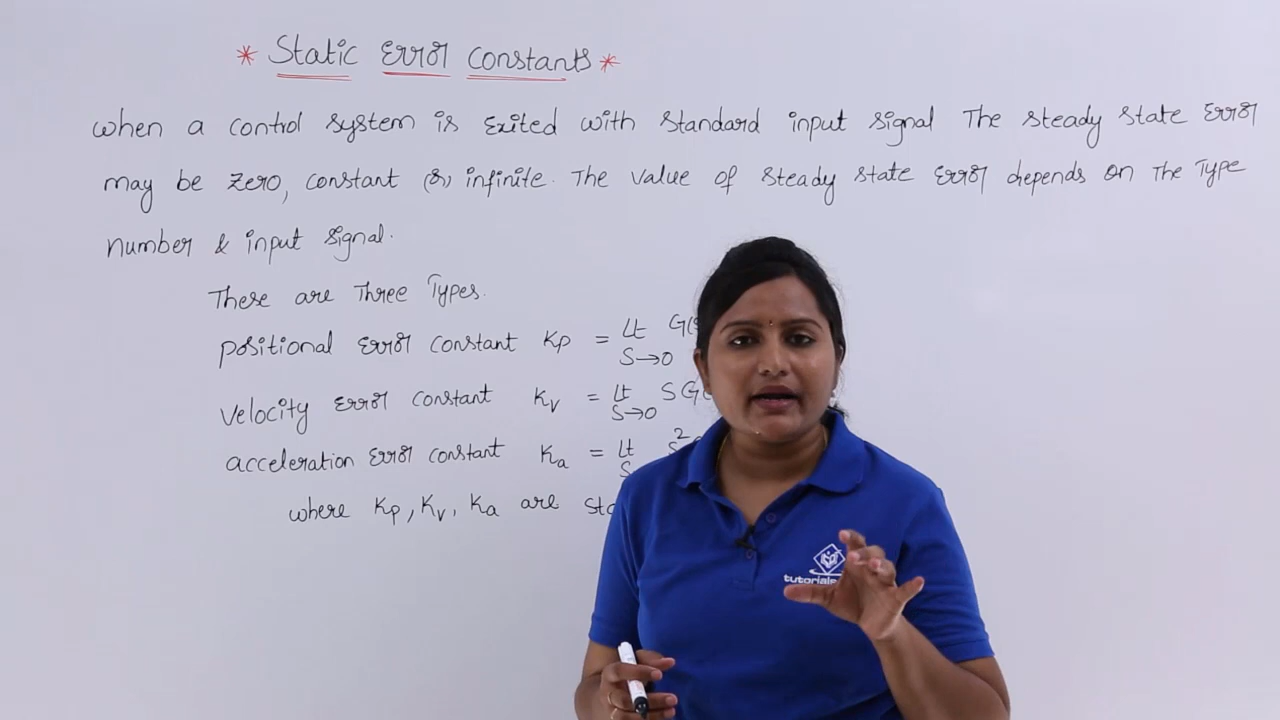 * Static Error Constants *
When a control system is exited with standard input signal The steady state Error
may be zero, constant (or) infinite. The value of steady state Error depends on The Type
number & input signal.
There are Three Types.
positional Error constant Kp = Lt S→0 G(s
velocity Error constant Kv = Lt S→0 S G(
acceleration Error constant Ka = Lt S S²
where Kp, Kv, Ka are sta
tutorials